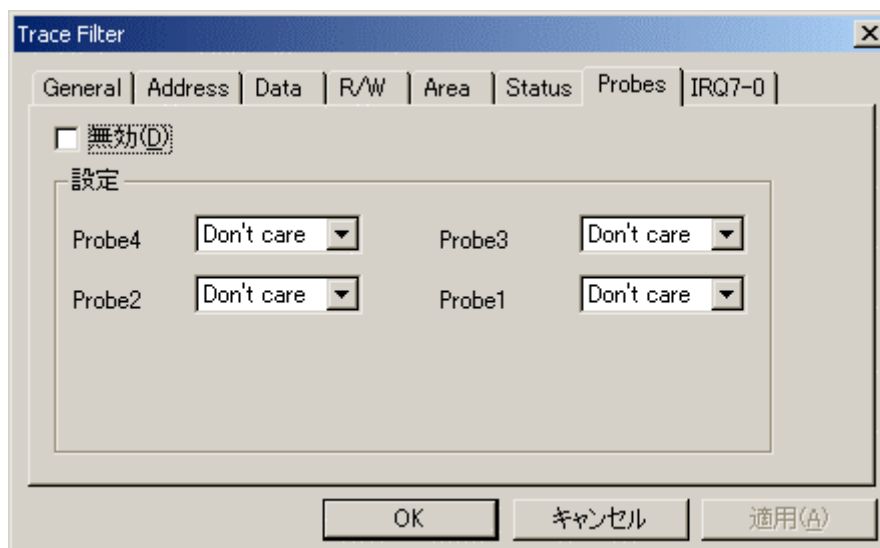 Trace Filter
General Address Data R/W Area Status Probes IRQ7-0
無効(D)
設定
Probe4 Don't care Probe3 Don't care
Probe2 Don't care Probe1 Don't care
OK キャンセル 適用(A)